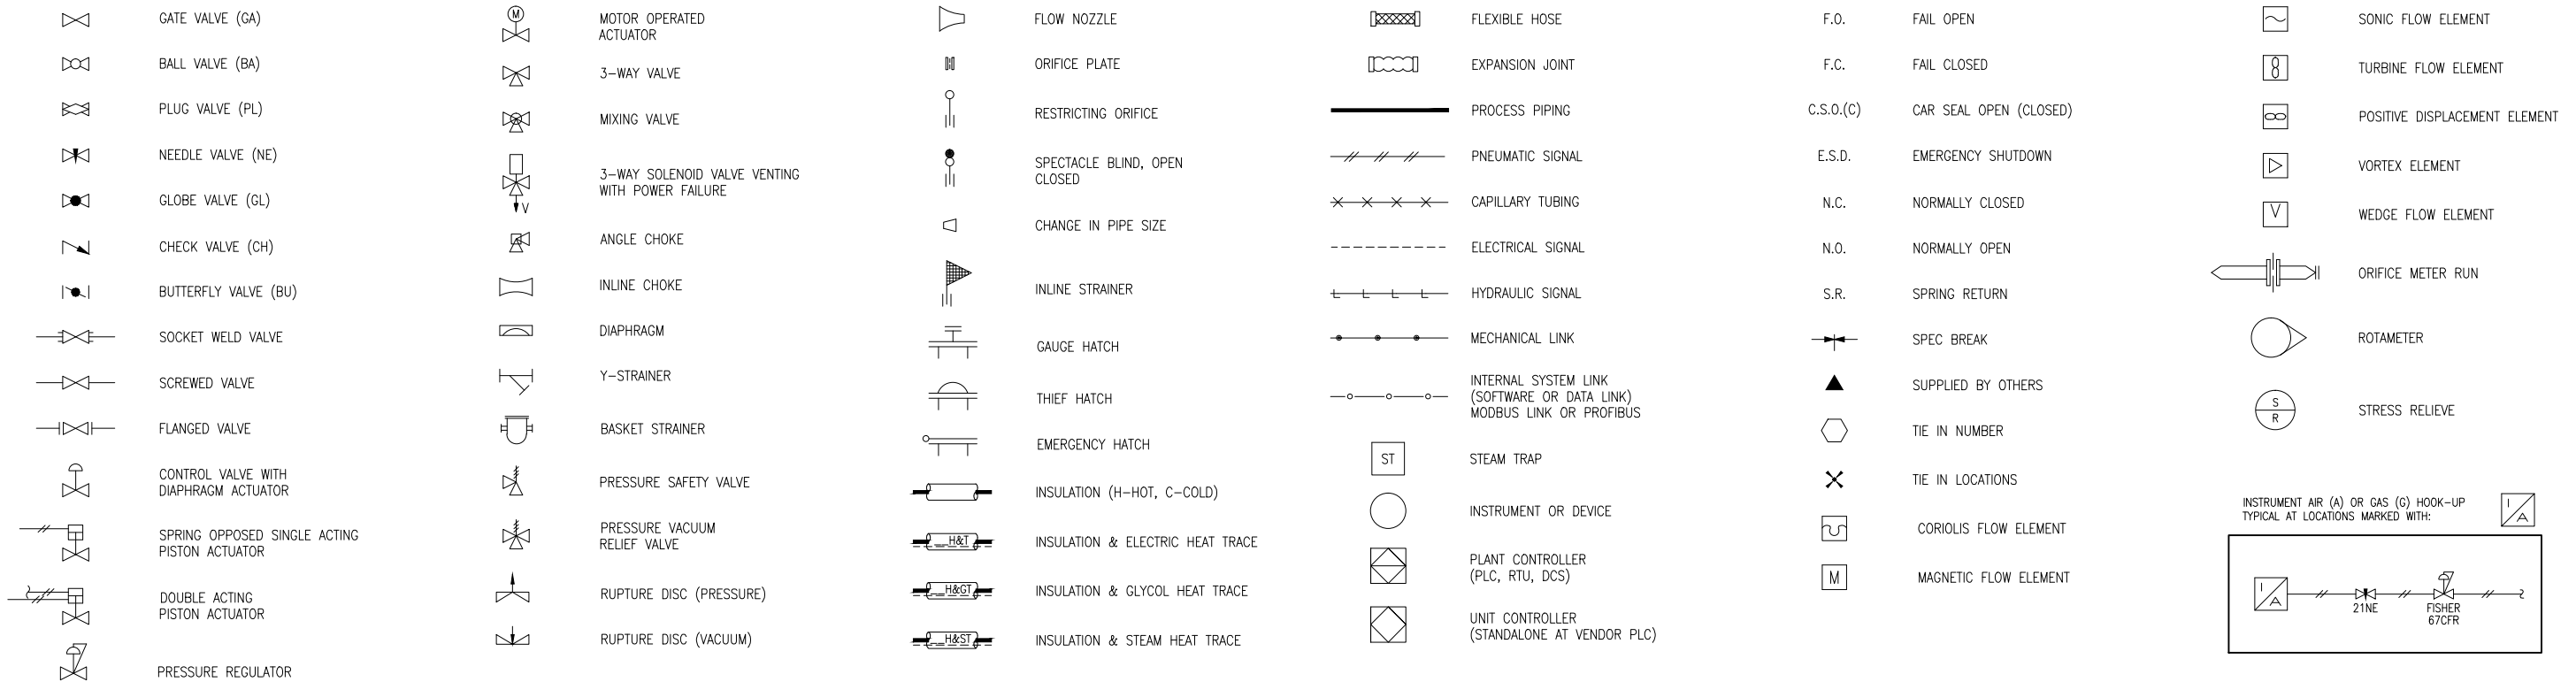 GATE VALVE (GA)
BALL VALVE (BA)
PLUG VALVE (PL)
NEEDLE VALVE (NE)
GLOBE VALVE (GL)
CHECK VALVE (CH)
BUTTERFLY VALVE (BU)
SOCKET WELD VALVE
SCREWED VALVE
FLANGED VALVE
CONTROL VALVE WITH
DIAPHRAGM ACTUATOR
SPRING OPPOSED SINGLE ACTING
PISTON ACTUATOR
DOUBLE ACTING
PISTON ACTUATOR
PRESSURE REGULATOR
M
MOTOR OPERATED
ACTUATOR
3-WAY VALVE
MIXING VALVE
3-WAY SOLENOID VALVE VENTING
WITH POWER FAILURE
V
ANGLE CHOKE
INLINE CHOKE
DIAPHRAGM
Y-STRAINER
BASKET STRAINER
PRESSURE SAFETY VALVE
PRESSURE VACUUM
RELIEF VALVE
RUPTURE DISC (PRESSURE)
RUPTURE DISC (VACUUM)
FLOW NOZZLE
ORIFICE PLATE
RESTRICTING ORIFICE
SPECTACLE BLIND, OPEN
CLOSED
CHANGE IN PIPE SIZE
INLINE STRAINER
GAUGE HATCH
THIEF HATCH
EMERGENCY HATCH
INSULATION (H-HOT, C-COLD)
__H&T
INSULATION & ELECTRIC HEAT TRACE
__H&GT
INSULATION & GLYCOL HEAT TRACE
__H&ST
INSULATION & STEAM HEAT TRACE
FLEXIBLE HOSE
EXPANSION JOINT
PROCESS PIPING
PNEUMATIC SIGNAL
CAPILLARY TUBING
ELECTRICAL SIGNAL
HYDRAULIC SIGNAL
MECHANICAL LINK
INTERNAL SYSTEM LINK
(SOFTWARE OR DATA LINK)
MODBUS LINK OR PROFIBUS
ST
STEAM TRAP
INSTRUMENT OR DEVICE
PLANT CONTROLLER
(PLC, RTU, DCS)
UNIT CONTROLLER
(STANDALONE AT VENDOR PLC)
F.O. FAIL OPEN
F.C. FAIL CLOSED
C.S.O.(C) CAR SEAL OPEN (CLOSED)
E.S.D. EMERGENCY SHUTDOWN
N.C. NORMALLY CLOSED
N.O. NORMALLY OPEN
S.R. SPRING RETURN
SPEC BREAK
SUPPLIED BY OTHERS
TIE IN NUMBER
TIE IN LOCATIONS
CORIOLIS FLOW ELEMENT
M
MAGNETIC FLOW ELEMENT
SONIC FLOW ELEMENT
TURBINE FLOW ELEMENT
POSITIVE DISPLACEMENT ELEMENT
VORTEX ELEMENT
V
WEDGE FLOW ELEMENT
ORIFICE METER RUN
ROTAMETER
S
R
STRESS RELIEVE
INSTRUMENT AIR (A) OR GAS (G) HOOK-UP
TYPICAL AT LOCATIONS MARKED WITH:
I
A
I
A
21NE
FISHER
67CFR